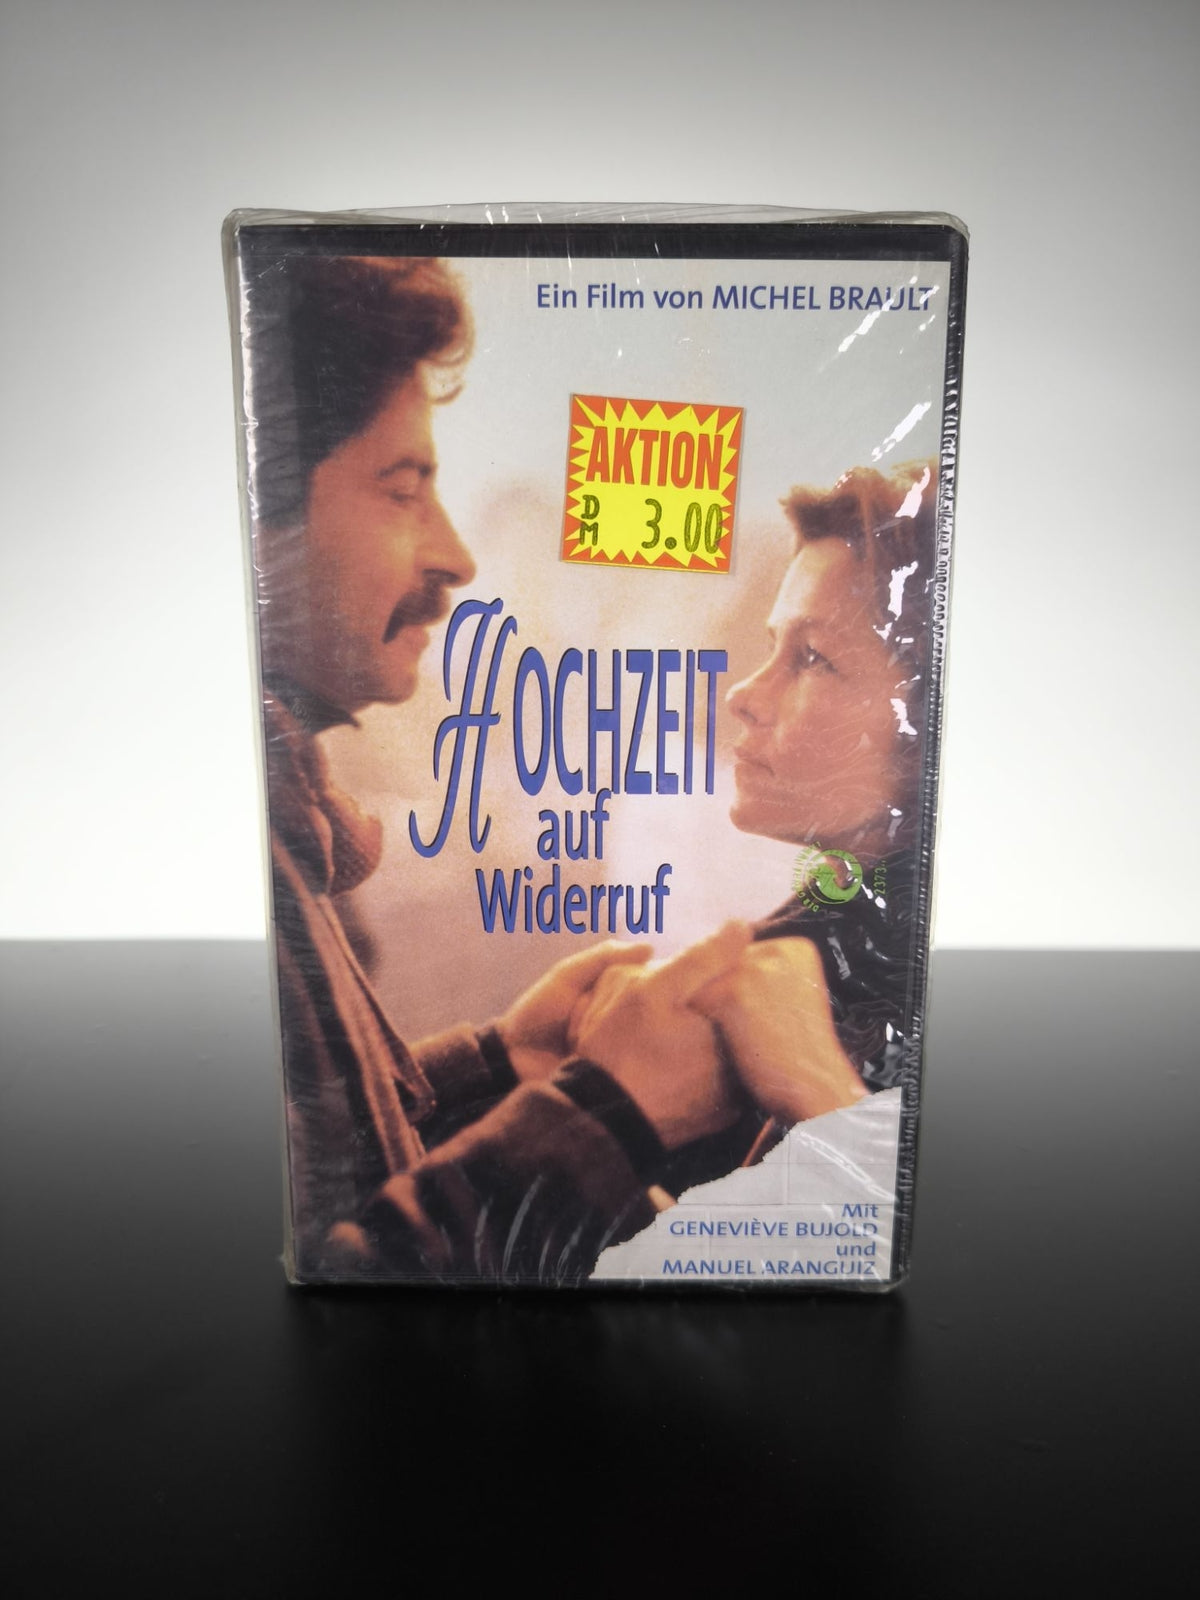 Ein Film von MICHEL BRAULT
AKTION
DM 3.00
HOCHZEIT
auf
Widerruf
Mit
GENEVIÈVE BUJOLD
und
MANUEL ARANGUIZ